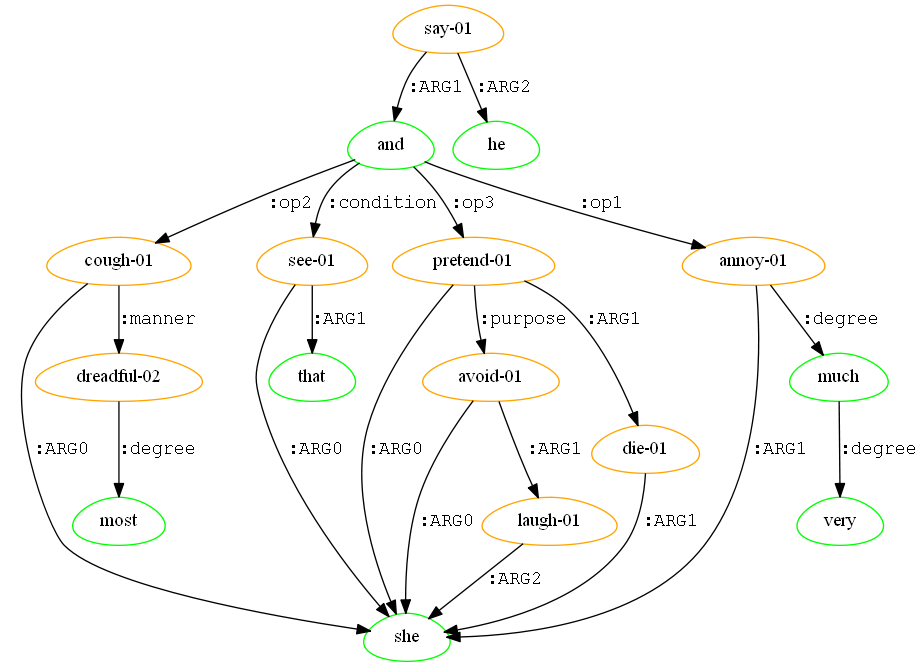 say-01
:ARG1 :ARG2
and he
:op2 :condition :op3 :op1
cough-01 see-01 pretend-01 annoy-01
:manner :ARG1 :purpose :ARG1 :degree
dreadful-02 that avoid-01 much
:ARG0 :degree :ARG0 :ARG0 :ARG1 die-01 :ARG1 :degree
most :ARG0 laugh-01 :ARG1 very
:ARG2
she